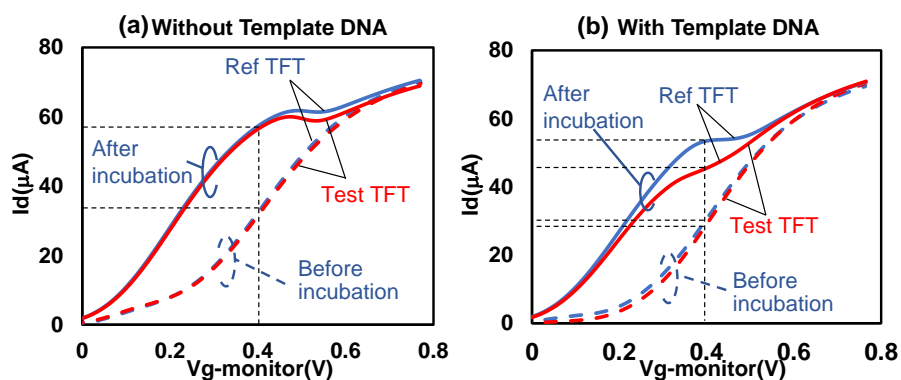 (a) Without Template DNA
80
60
40
20
0
Id(μA)
Ref TFT
After
incubation
Test TFT
Before
incubation
0
0.2
0.4
0.6
0.8
Vg-monitor(V)
(b) With Template DNA
80
60
40
20
0
Id(μA)
After
incubation
Ref TFT
Test TFT
Before
incubation
0
0.2
0.4
0.6
0.8
Vg-monitor(V)